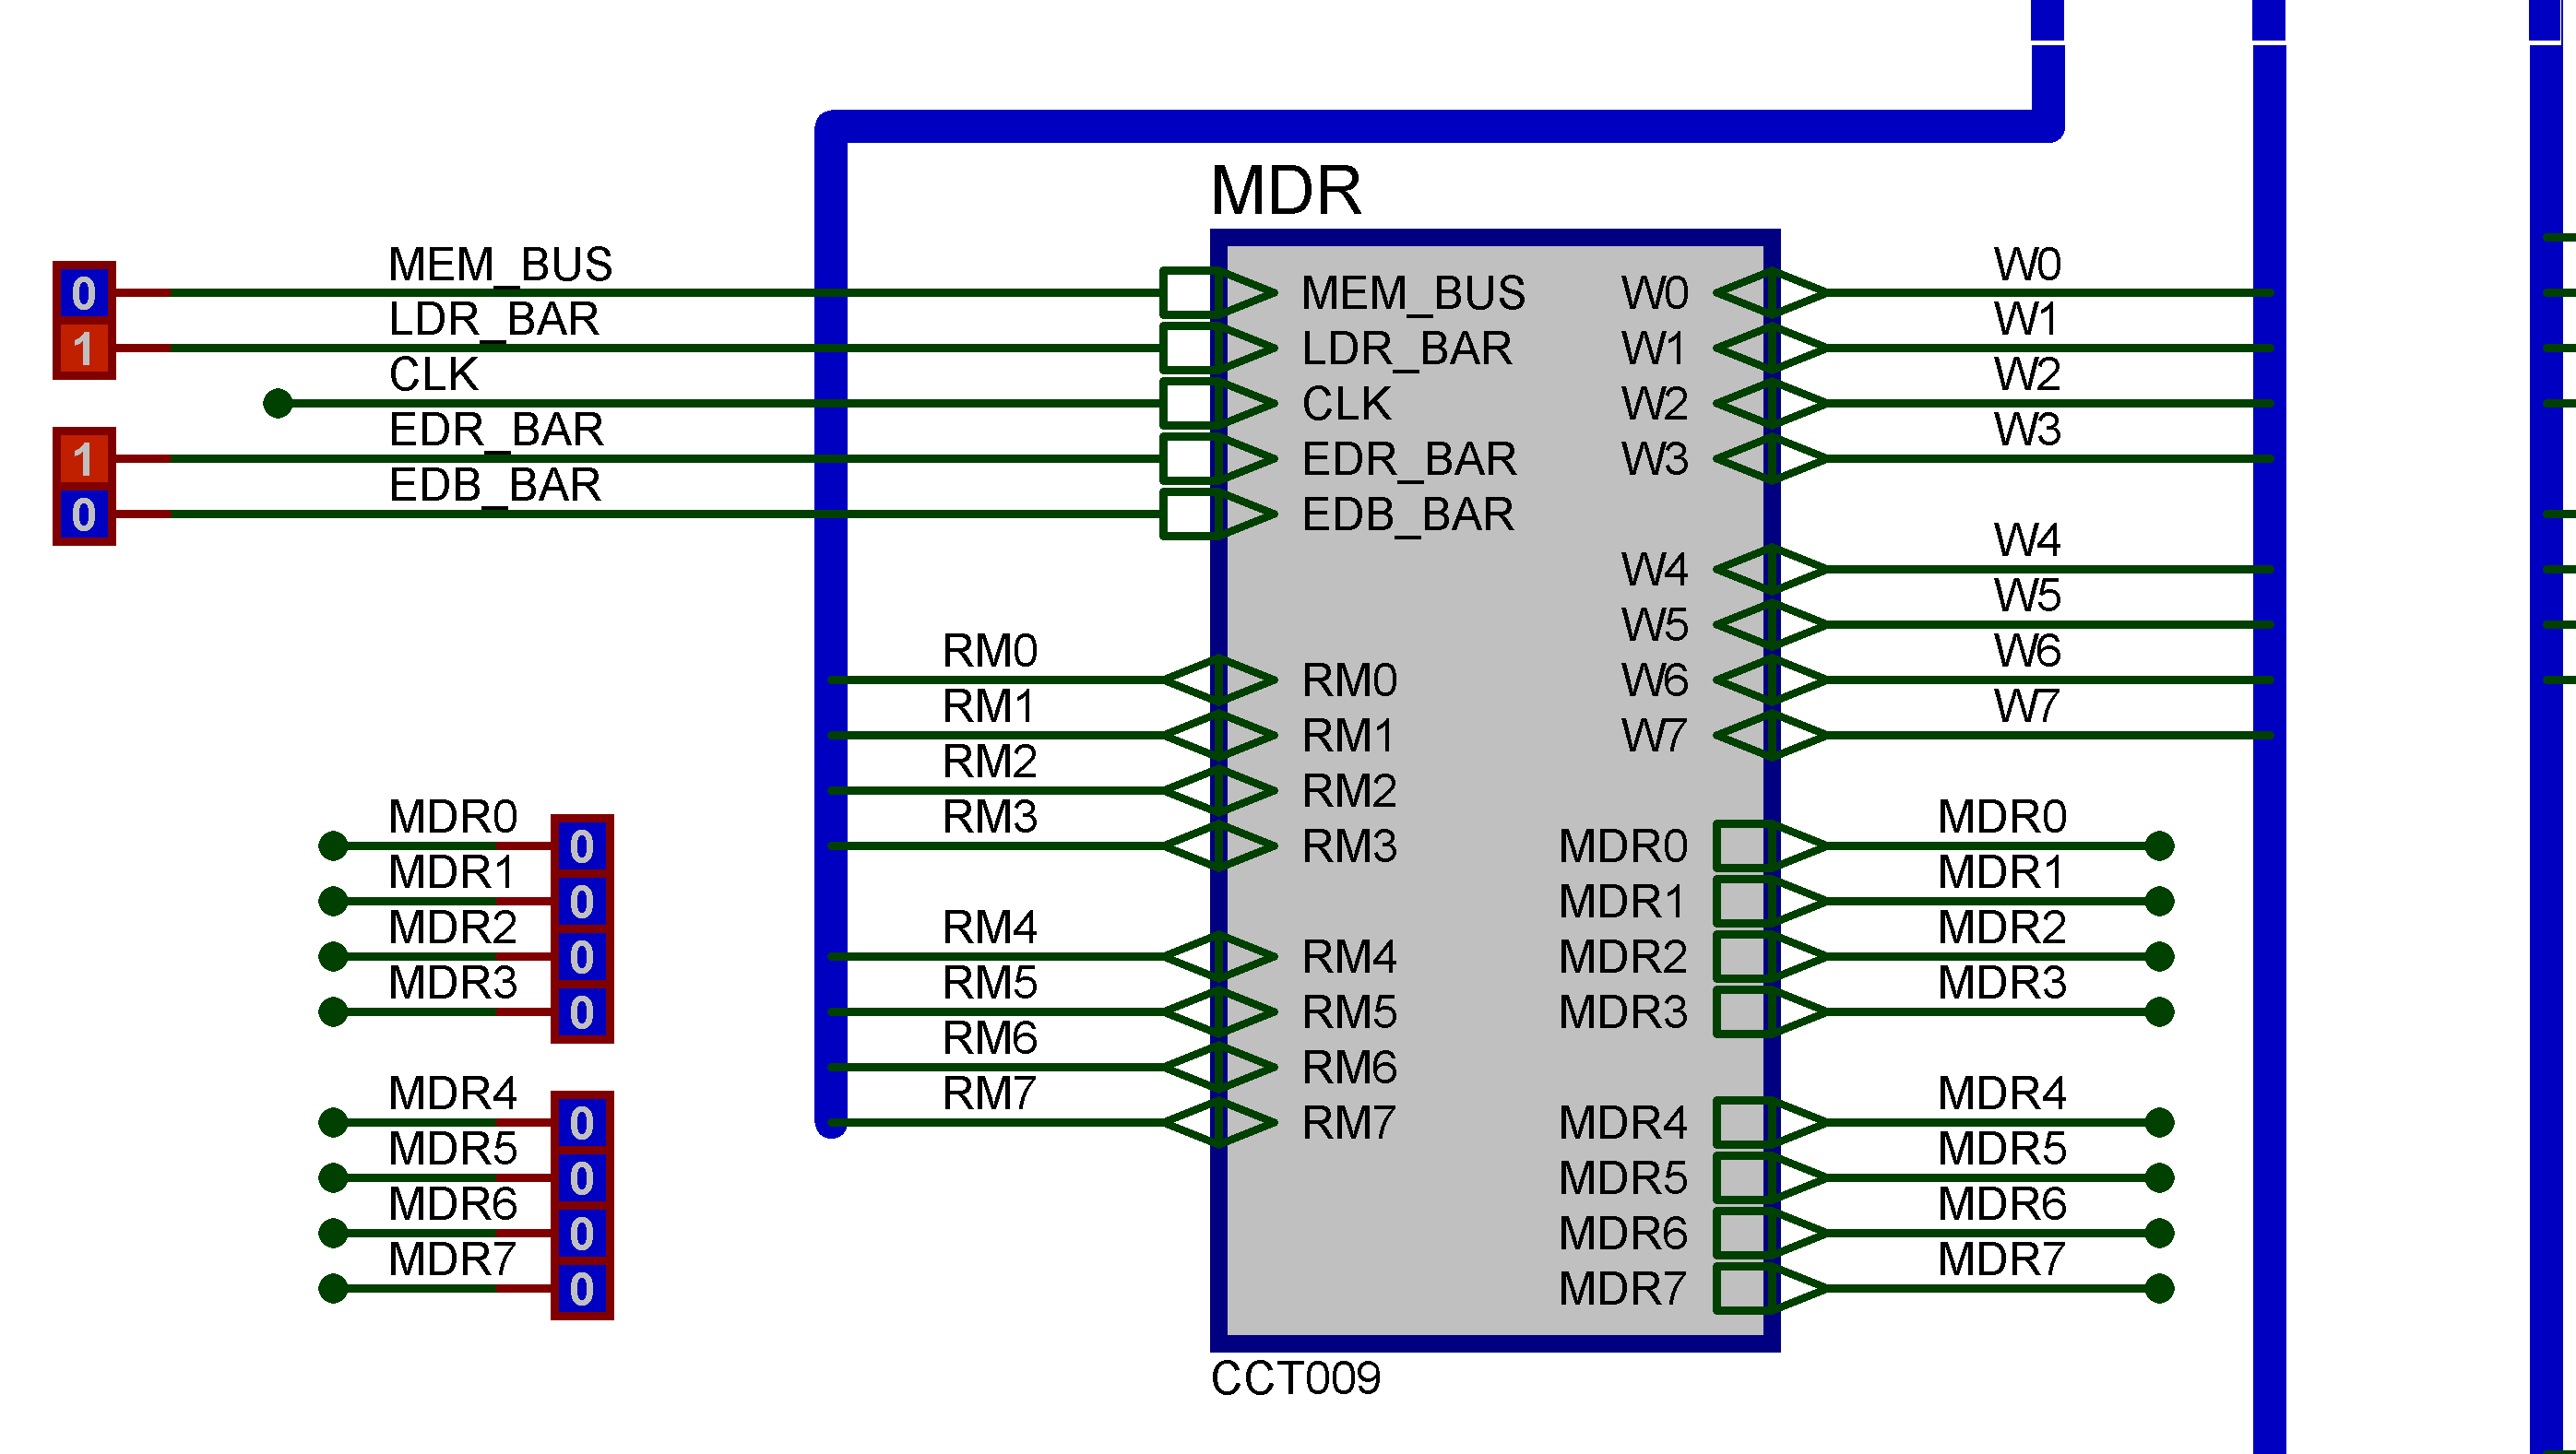 MDR
MEM_BUS
0
LDR_BAR
1
CLK
EDR_BAR
1
EDB_BAR
0
MEM_BUS
LDR_BAR
CLK
EDR_BAR
EDB_BAR
RM0
RM1
RM2
RM3
RM4
RM5
RM6
RM7
RM0
RM1
RM2
RM3
RM4
RM5
RM6
RM7
MDR0
0
MDR1
0
MDR2
0
MDR3
0
MDR4
0
MDR5
0
MDR6
0
MDR7
0
W0
W1
W2
W3
W4
W5
W6
W7
MDR0
MDR1
MDR2
MDR3
MDR4
MDR5
MDR6
MDR7
W0
W1
W2
W3
W4
W5
W6
W7
MDR0
MDR1
MDR2
MDR3
MDR4
MDR5
MDR6
MDR7
CCT009